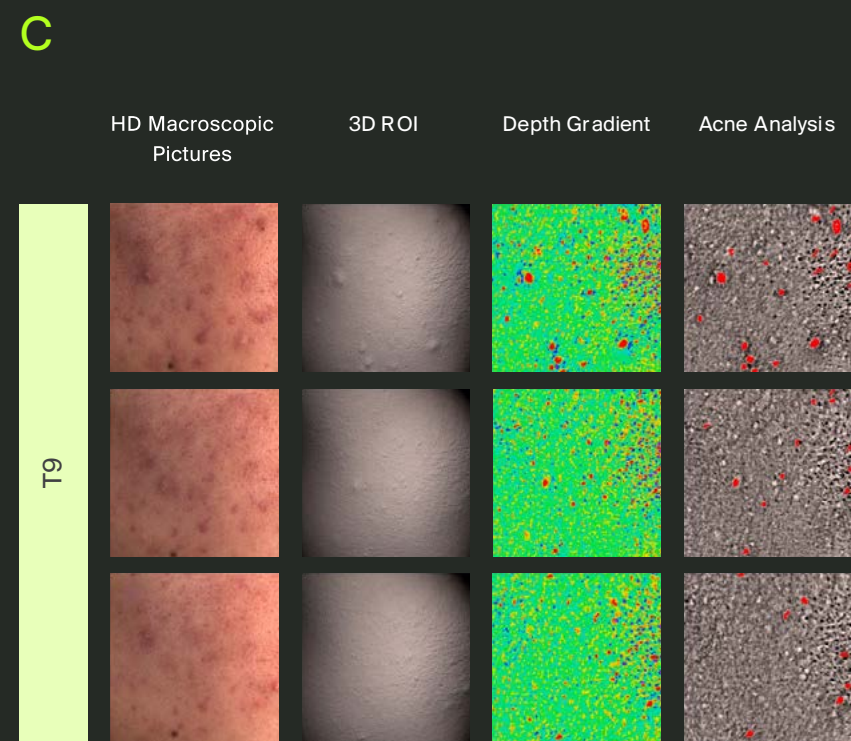 C
HD Macroscopic
Pictures
3D ROI
Depth Gradient
Acne Analysis
T9